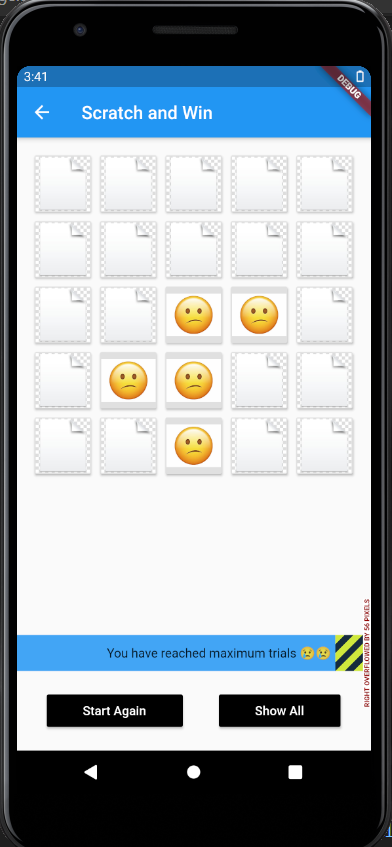 3:41
DEBUG
Scratch and Win
You have reached maximum trials 😢😢
RIGHT OVERFLOWED BY 56 PIXELS
Start Again
Show All